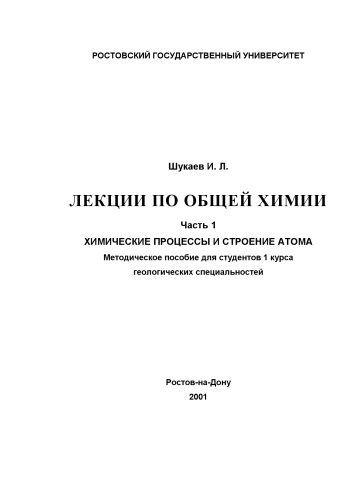 РОСТОВСКИЙ ГОСУДАРСТВЕННЫЙ УНИВЕРСИТЕТ
Шукаев И. Л.
ЛЕКЦИИ ПО ОБЩЕЙ ХИМИИ
Часть 1
ХИМИЧЕСКИЕ ПРОЦЕССЫ И СТРОЕНИЕ АТОМА
Методическое пособие для студентов 1 курса
геологических специальностей
Ростов-на-Дону
2001